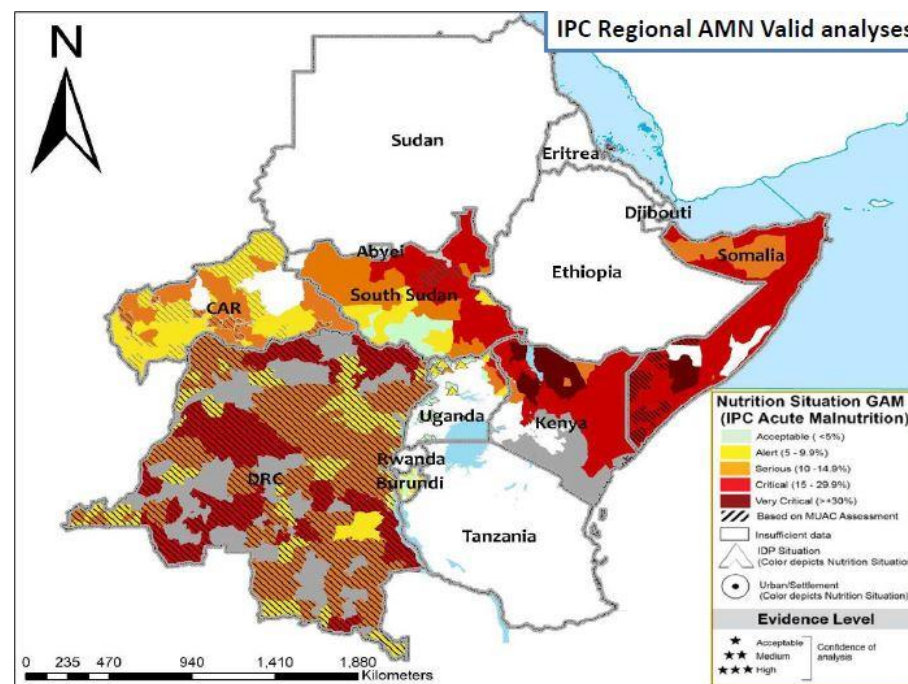 IPC Regional AMN Valid analyses
N
Sudan
Eritrea
Djibouti
Abyei
Somalia
Ethiopia
South Sudan
CAR
Uganda
Kenya
Rwanda
DRC
Burundi
Tanzania
Nutrition Situation GAM
(IPC Acute Malnutrition)
Acceptable ( <5%)
Alert (5 - 9.9%)
Serious (10 -14.9%)
Critical (15 - 29.9%)
Very Critical (>+30%)
Based on MUAC Assessment
Insufficient data
IDP Situation
(Color depicts Nutrition Situation
Urban/Settlement
(Color depicts Nutrition Situation)
Evidence Level
Acceptable
Medium
High
Confidence of
analysis
0 235 470 940 1,410 1,880
Kilometers